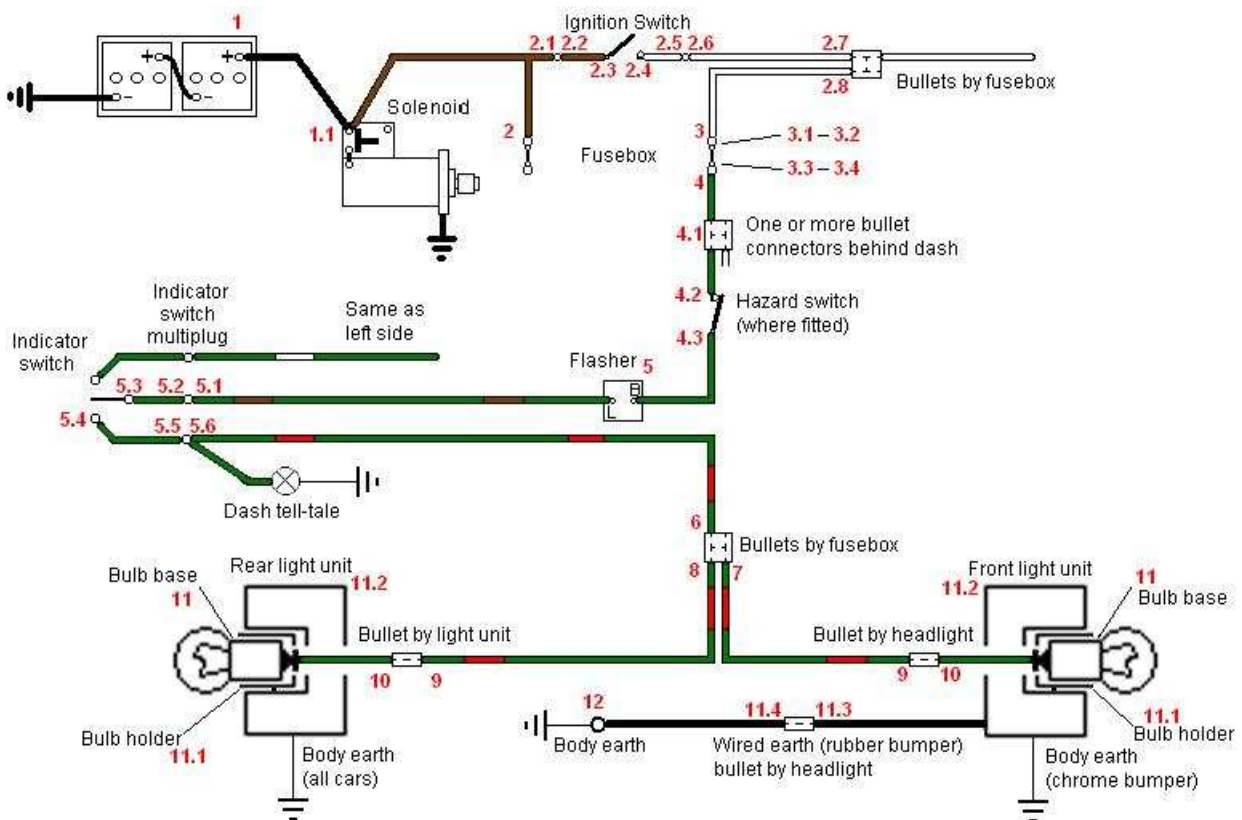 1
Ignition Switch
2.1 2.2
2.5 2.6
2.7
2.3 2.4
2.8
Bullets by fusebox
+
+
-
-
Solenoid
1.1
2
Fusebox
3
3.1 – 3.2
3.3 – 3.4
4
4.1
One or more bullet
connectors behind dash
4.2
Hazard switch
(where fitted)
4.3
Indicator
switch
multiplug
Same as
left side
Indicator
switch
Flasher
5
B
L
5.3 5.2 5.1
5.4
5.5 5.6
Dash tell-tale
6
Bullets by fusebox
8
7
Rear light unit
11.2
Bulb base
11
Bullet by light unit
10
9
Bulb holder
11.1
Body earth
(all cars)
Front light unit
11.2
11
Bulb base
Bullet by headlight
9
10
11.1
Bulb holder
12
Body earth
11.4
11.3
Wired earth (rubber bumper)
bullet by headlight
Body earth
(chrome bumper)